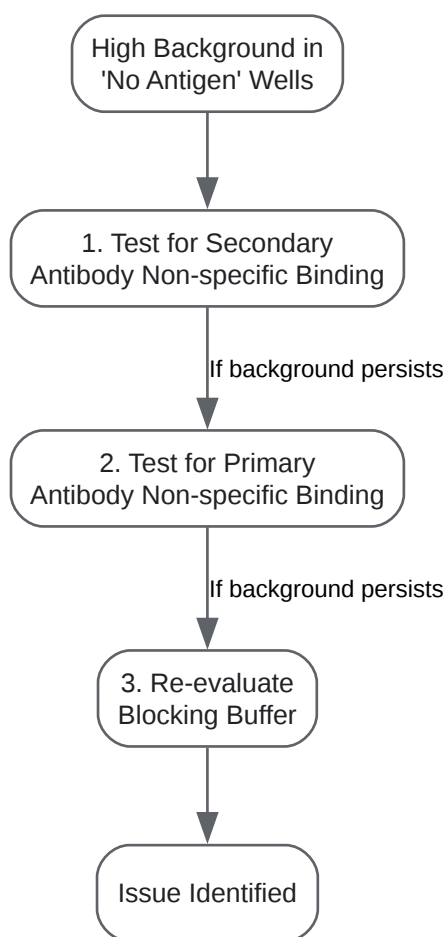 High Background in
'No Antigen' Wells
1. Test for Secondary
Antibody Non-specific Binding
If background persists
2. Test for Primary
Antibody Non-specific Binding
If background persists
3. Re-evaluate
Blocking Buffer
Issue Identified